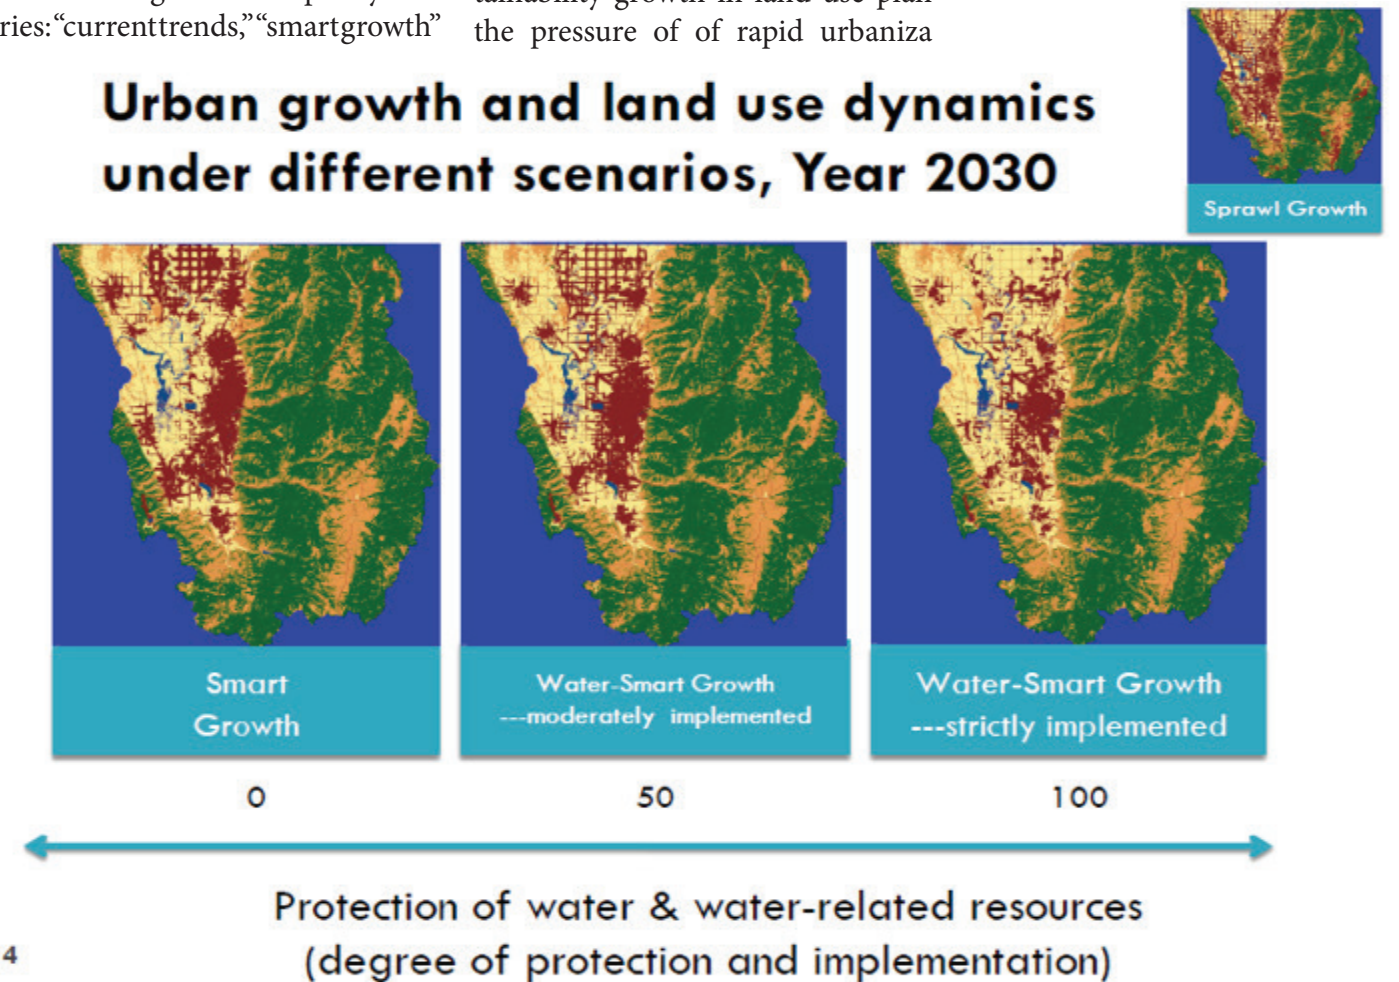 ries:“currenttrends,”“smartgrowth”
the pressure of of rapid urbaniza
Urban growth and land use dynamics
under different scenarios, Year 2030
Sprawl Growth
Smart
Growth
Water-Smart Growth
---moderately implemented
Water-Smart Growth
---strictly implemented
0
50
100
Protection of water & water-related resources
(degree of protection and implementation)
4